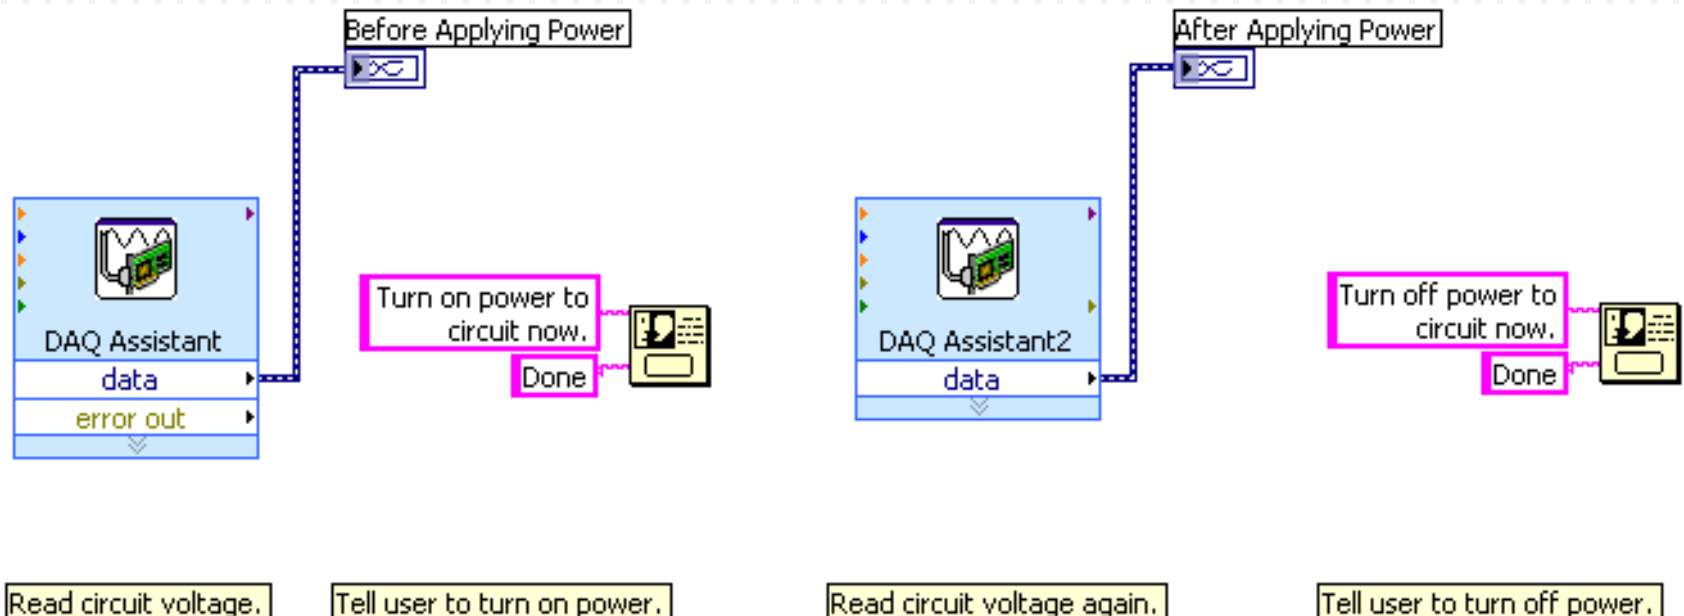 Before Applying Power
After Applying Power
DAQ Assistant
data
error out
Turn on power to
circuit now.
Done
DAQ Assistant2
data
Turn off power to
circuit now.
Done
Read circuit voltage.
Tell user to turn on power.
Read circuit voltage again.
Tell user to turn off power.